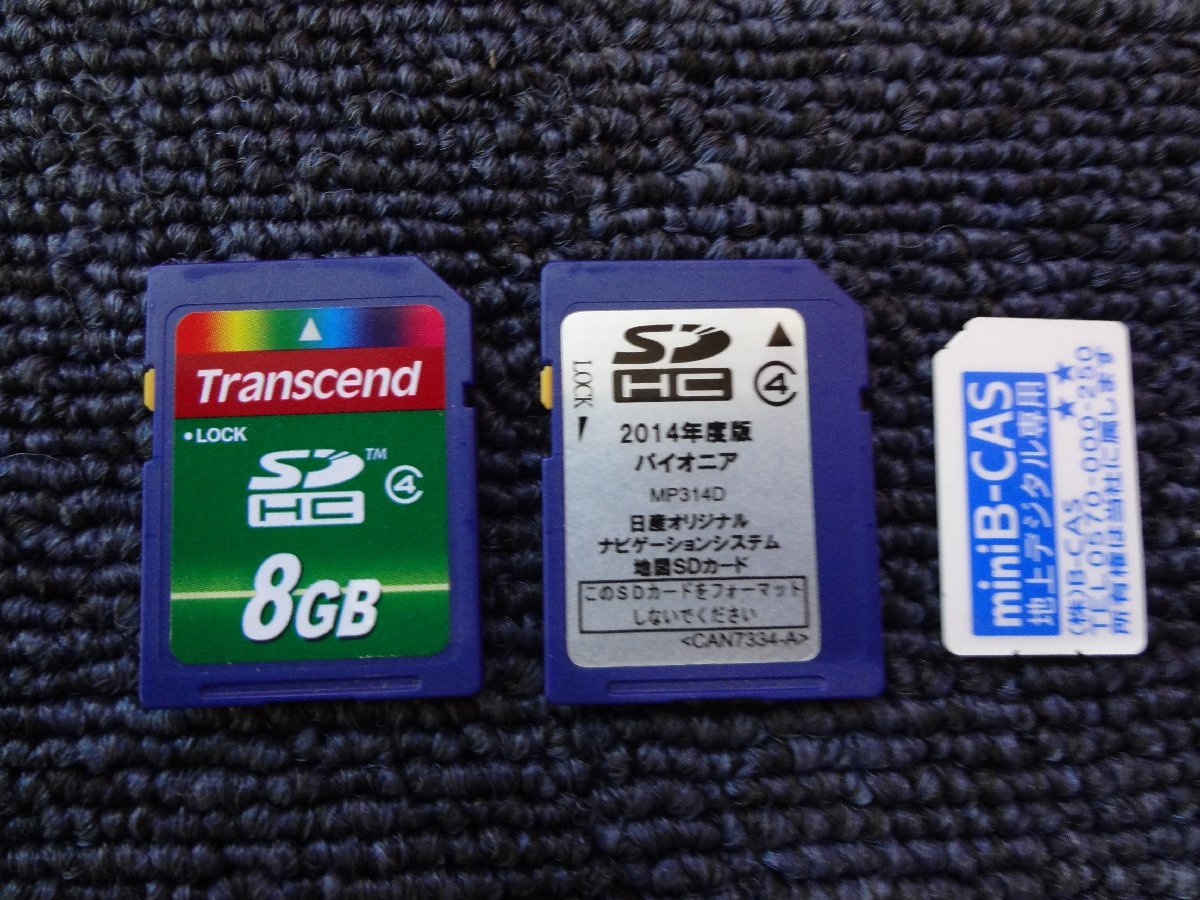 Transcend
• LOCK
SD HC TM 4
8GB
SD HC 4
LOCK
2014年度版
パイオニア
MP314D
日産オリジナル
ナビゲーションシステム
地図SDカード
このSDカードをフォーマット
しないでください
<CAN7334-A>
miniB-CAS
地上デジタル専用
★★
(株)B-CAS
TEL 0570-000-250
所有権は当社に属します